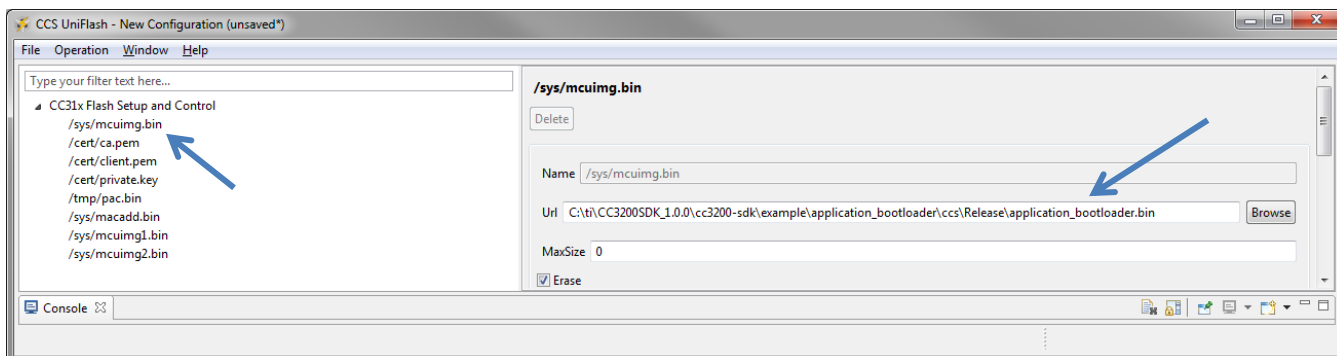 CCS UniFlash - New Configuration (unsaved*)
File Operation Window Help
Type your filter text here...
CC31x Flash Setup and Control
/sys/mcuimg.bin
/cert/ca.pem
/cert/client.pem
/cert/private.key
/tmp/pac.bin
/sys/macadd.bin
/sys/mcuimg1.bin
/sys/mcuimg2.bin
/sys/mcuimg.bin
Delete
Name /sys/mcuimg.bin
Url C:\ti\CC3200SDK_1.0.0\cc3200-sdk\example\application_bootloader\ccs\Release\application_bootloader.bin Browse
MaxSize 0
Erase
Console